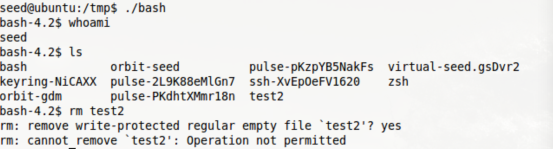 seed@ubuntu:/tmp$ ./bash
bash-4.2$ whoami
seed
bash-4.2$ ls
bash orbit-seed pulse-pKzpYB5NakFs virtual-seed.gsDvr2
keyring-NiCAXX pulse-2L9K88eMlGn7 ssh-XvEpOeFV1620 zsh
orbit-gdm pulse-PKdhtXMmr18n test2
bash-4.2$ rm test2
rm: remove write-protected regular empty file `test2'? yes
rm: cannot remove `test2': Operation not permitted